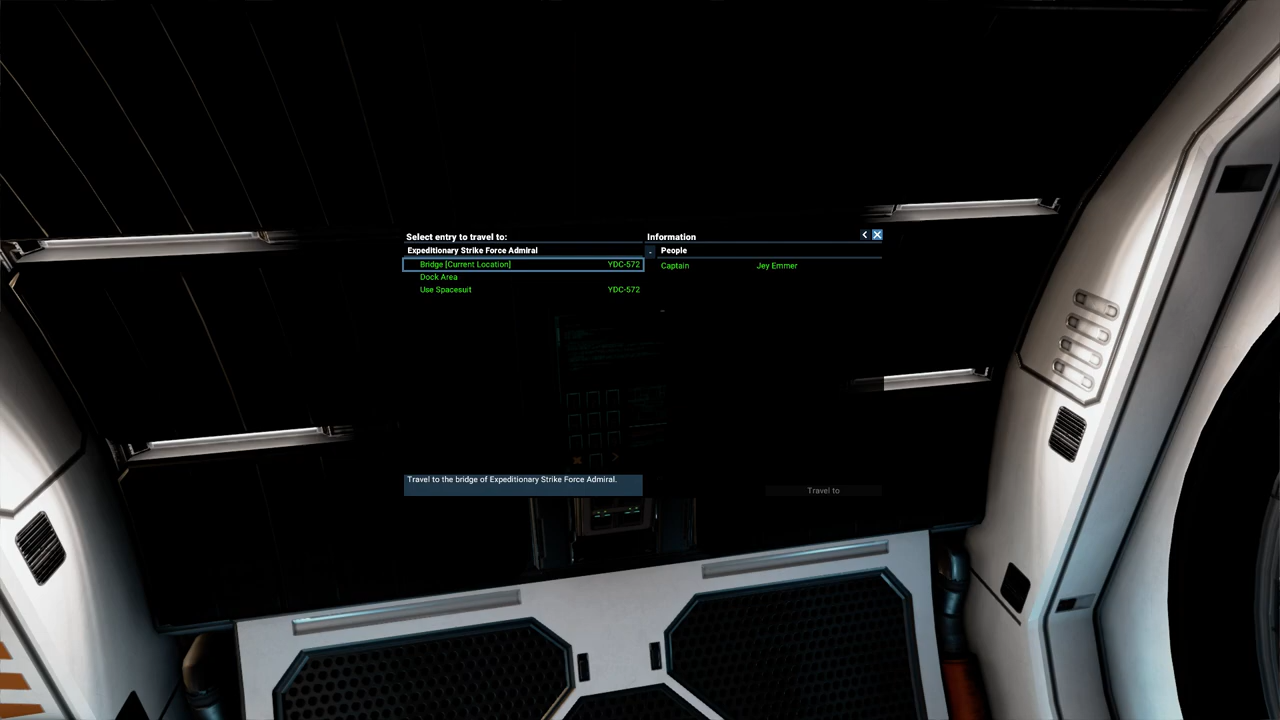 Select entry to travel to:
Expeditionary Strike Force Admiral
Bridge [Current Location] YDC-572
Dock Area
Use Spacesuit YDC-572
Travel to the bridge of Expeditionary Strike Force Admiral.
Information
- People
Captain Jey Emmer
Travel to